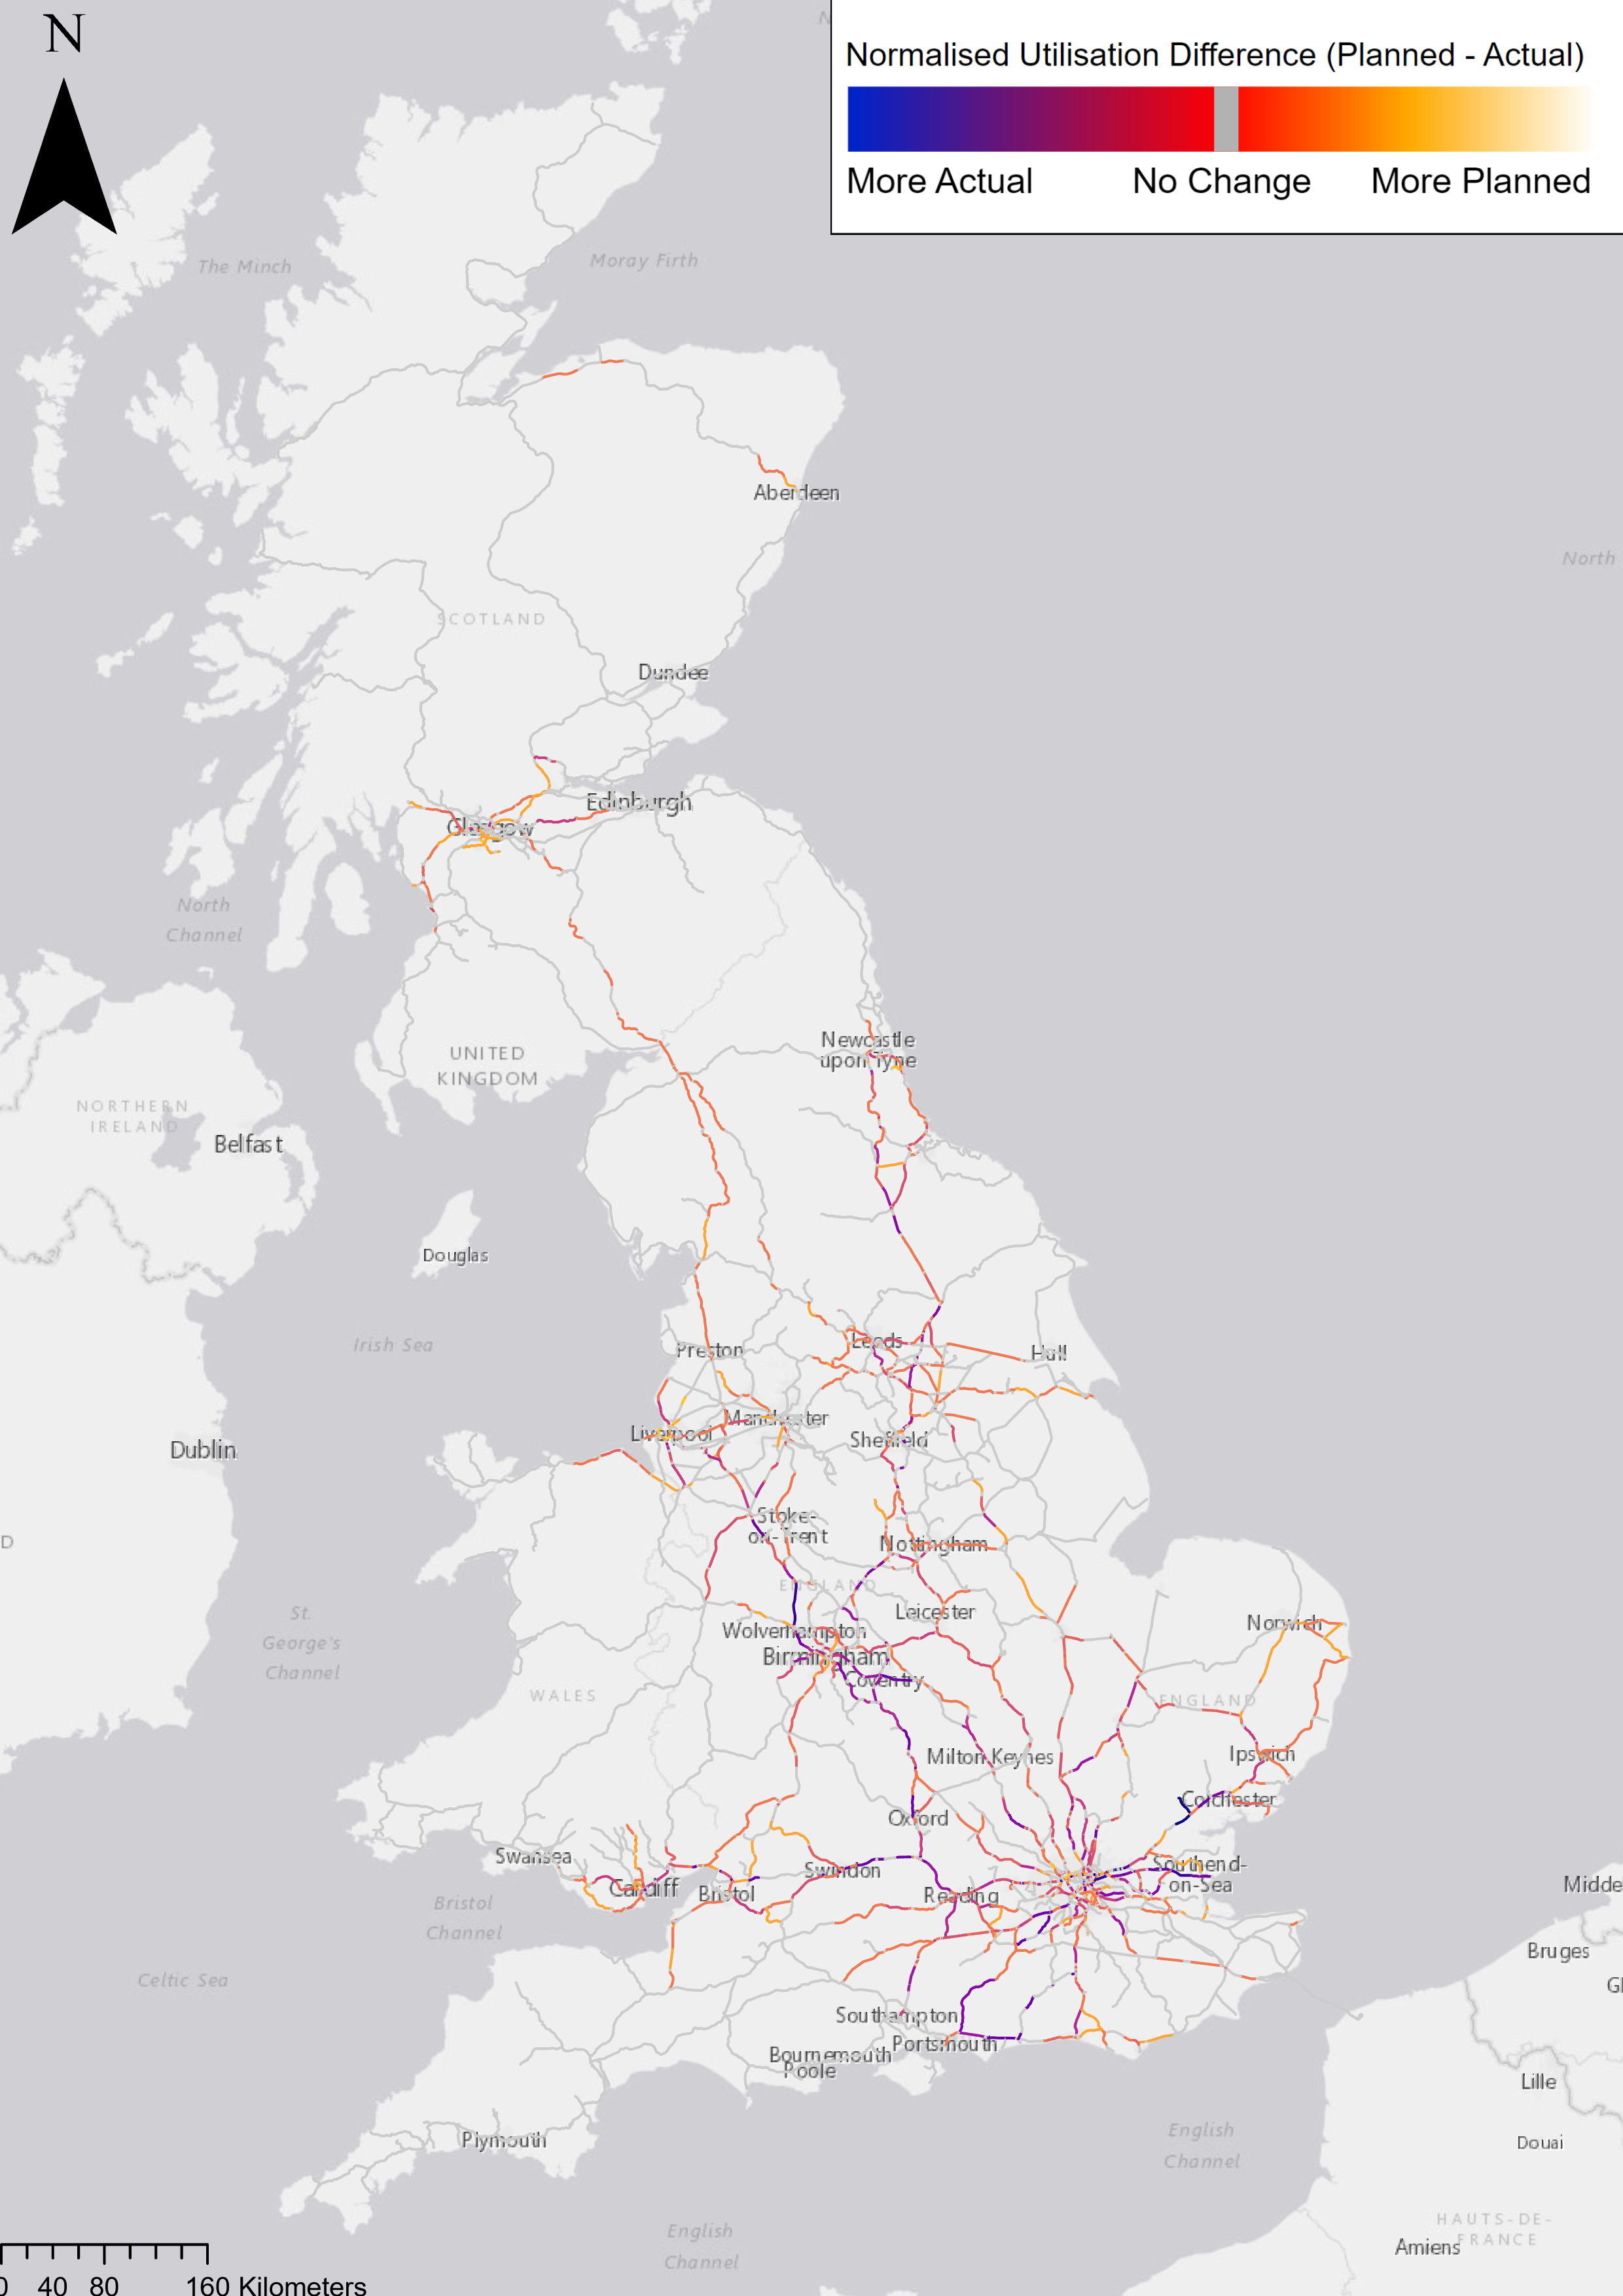 N
N
Normalised Utilisation Difference (Planned - Actual)
More Actual No Change More Planned
The Minch
Moray Firth
Aberdeen
North
SCOTLAND
Dundee
Edinburgh
Glasgow
North
Channel
Newcastle
upon Tyne
UNITED
KINGDOM
NORTHERN
IRELAND
Belfast
Douglas
Irish Sea
Leeds
Preston
Hull
Manchester
Liverpool
Sheffield
Dublin
Stoke-
on-Trent
D
Nottingham
ENGLAND
St.
George's
Channel
Leicester
Norwich
Wolverhampton
Birmingham
Coventry
WALES
ENGLAND
Milton Keynes
Ipswich
Colchester
Oxford
Swansea
Swindon
Southend-
on-Sea
Cardiff
Bristol
Reading
Midde
Bristol
Channel
Bruges
Celtic Sea
G
Southampton
Portsmouth
Bournemouth
Poole
Lille
English
Channel
Plymouth
Douai
HAUTS-DE-
FRANCE
English
Channel
Amiens
0 40 80 160 Kilometers